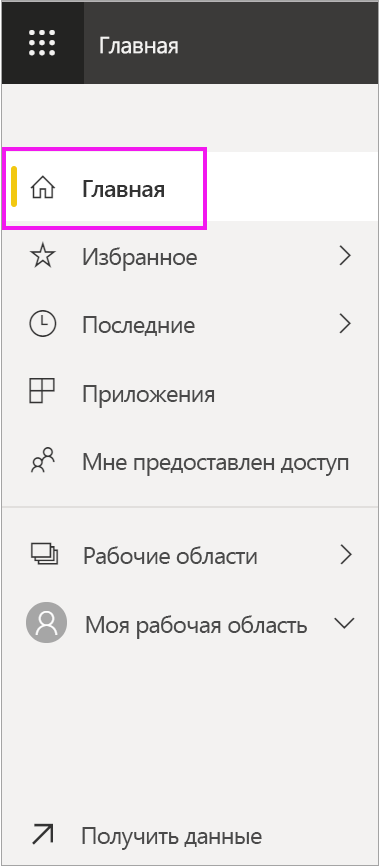 Главная
Главная
Избранное
Последние
Приложения
Мне предоставлен доступ
Рабочие области
Моя рабочая область
Получить данные